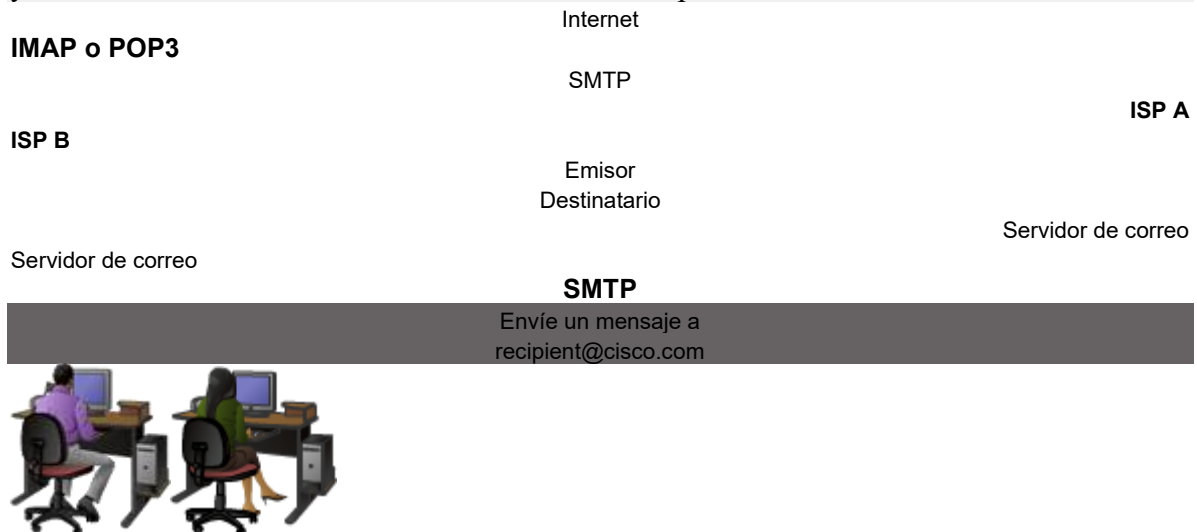 Internet
IMAP o POP3
SMTP
ISP A
ISP B
Emisor
Destinatario
Servidor de correo
Servidor de correo
SMTP
Envíe un mensaje a
recipient@cisco.com